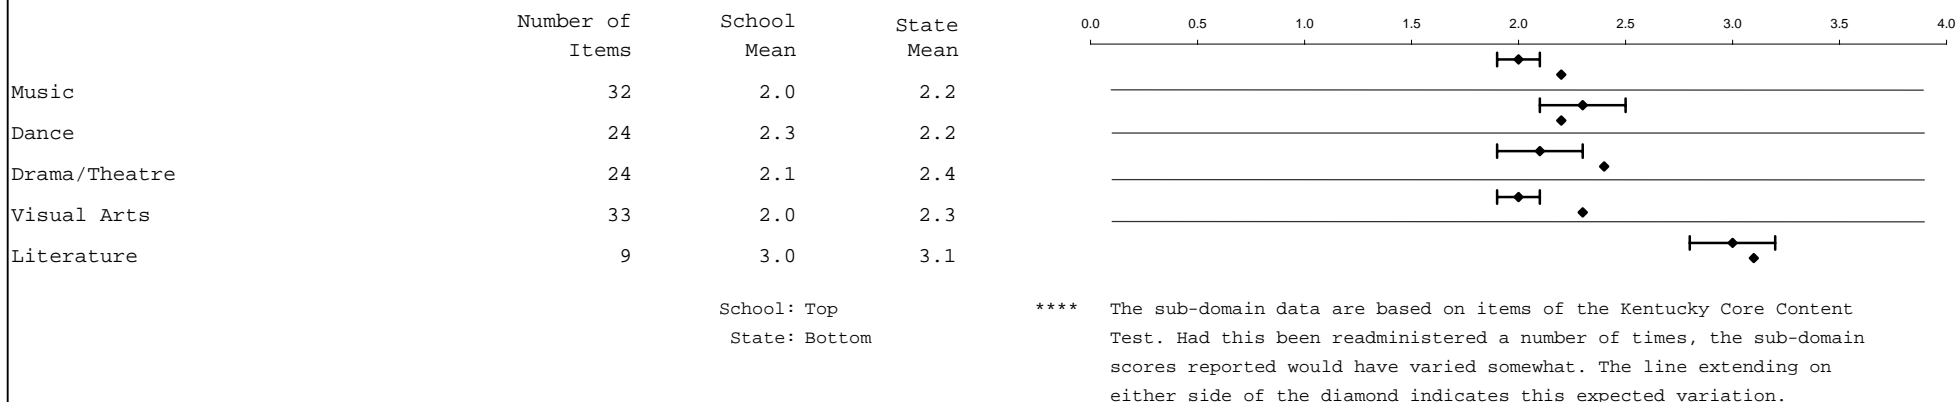 Number of School State 0.0 0.5 1.0 1.5 2.0 2.5 3.0 3.5 4.0
Items Mean Mean
Music 32 2.0 2.2
Dance 24 2.3 2.2
Drama/Theatre 24 2.1 2.4
Visual Arts 33 2.0 2.3
Literature 9 3.0 3.1
School: Top **** The sub-domain data are based on items of the Kentucky Core Content
State: Bottom Test. Had this been readministered a number of times, the sub-domain
scores reported would have varied somewhat. The line extending on
either side of the diamond indicates this expected variation.